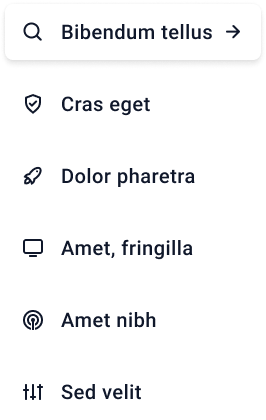 Bibendum tellus
Cras eget
Dolor pharetra
Amet, fringilla
Amet nibh
Sed velit